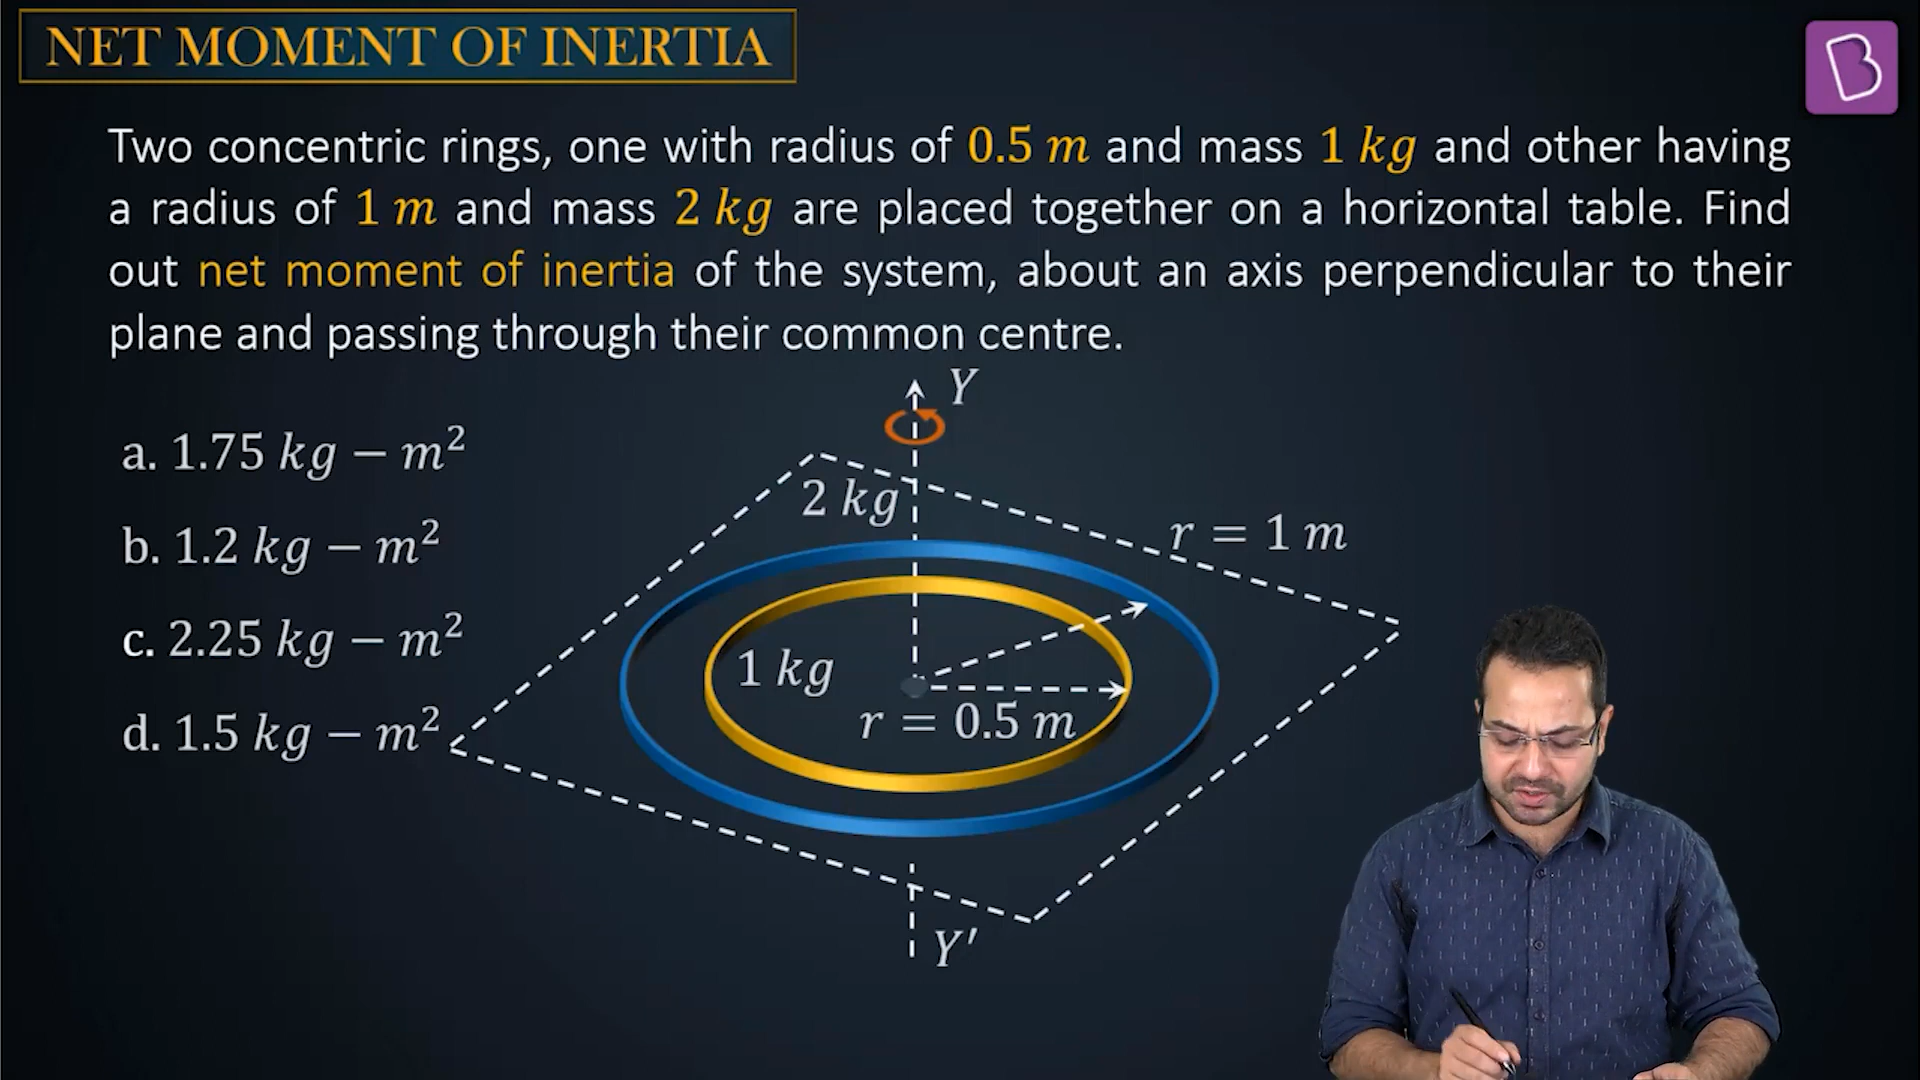 NET MOMENT OF INERTIA
B
Two concentric rings, one with radius of 0.5 m and mass 1 kg and other having
a radius of 1 m and mass 2 kg are placed together on a horizontal table. Find
out net moment of inertia of the system, about an axis perpendicular to their
plane and passing through their common centre.
Y
a. 1.75 kg − m²
2 kg
r = 1 m
b. 1.2 kg − m²
c. 2.25 kg − m²
1 kg
r = 0.5 m
d. 1.5 kg − m²
Y′